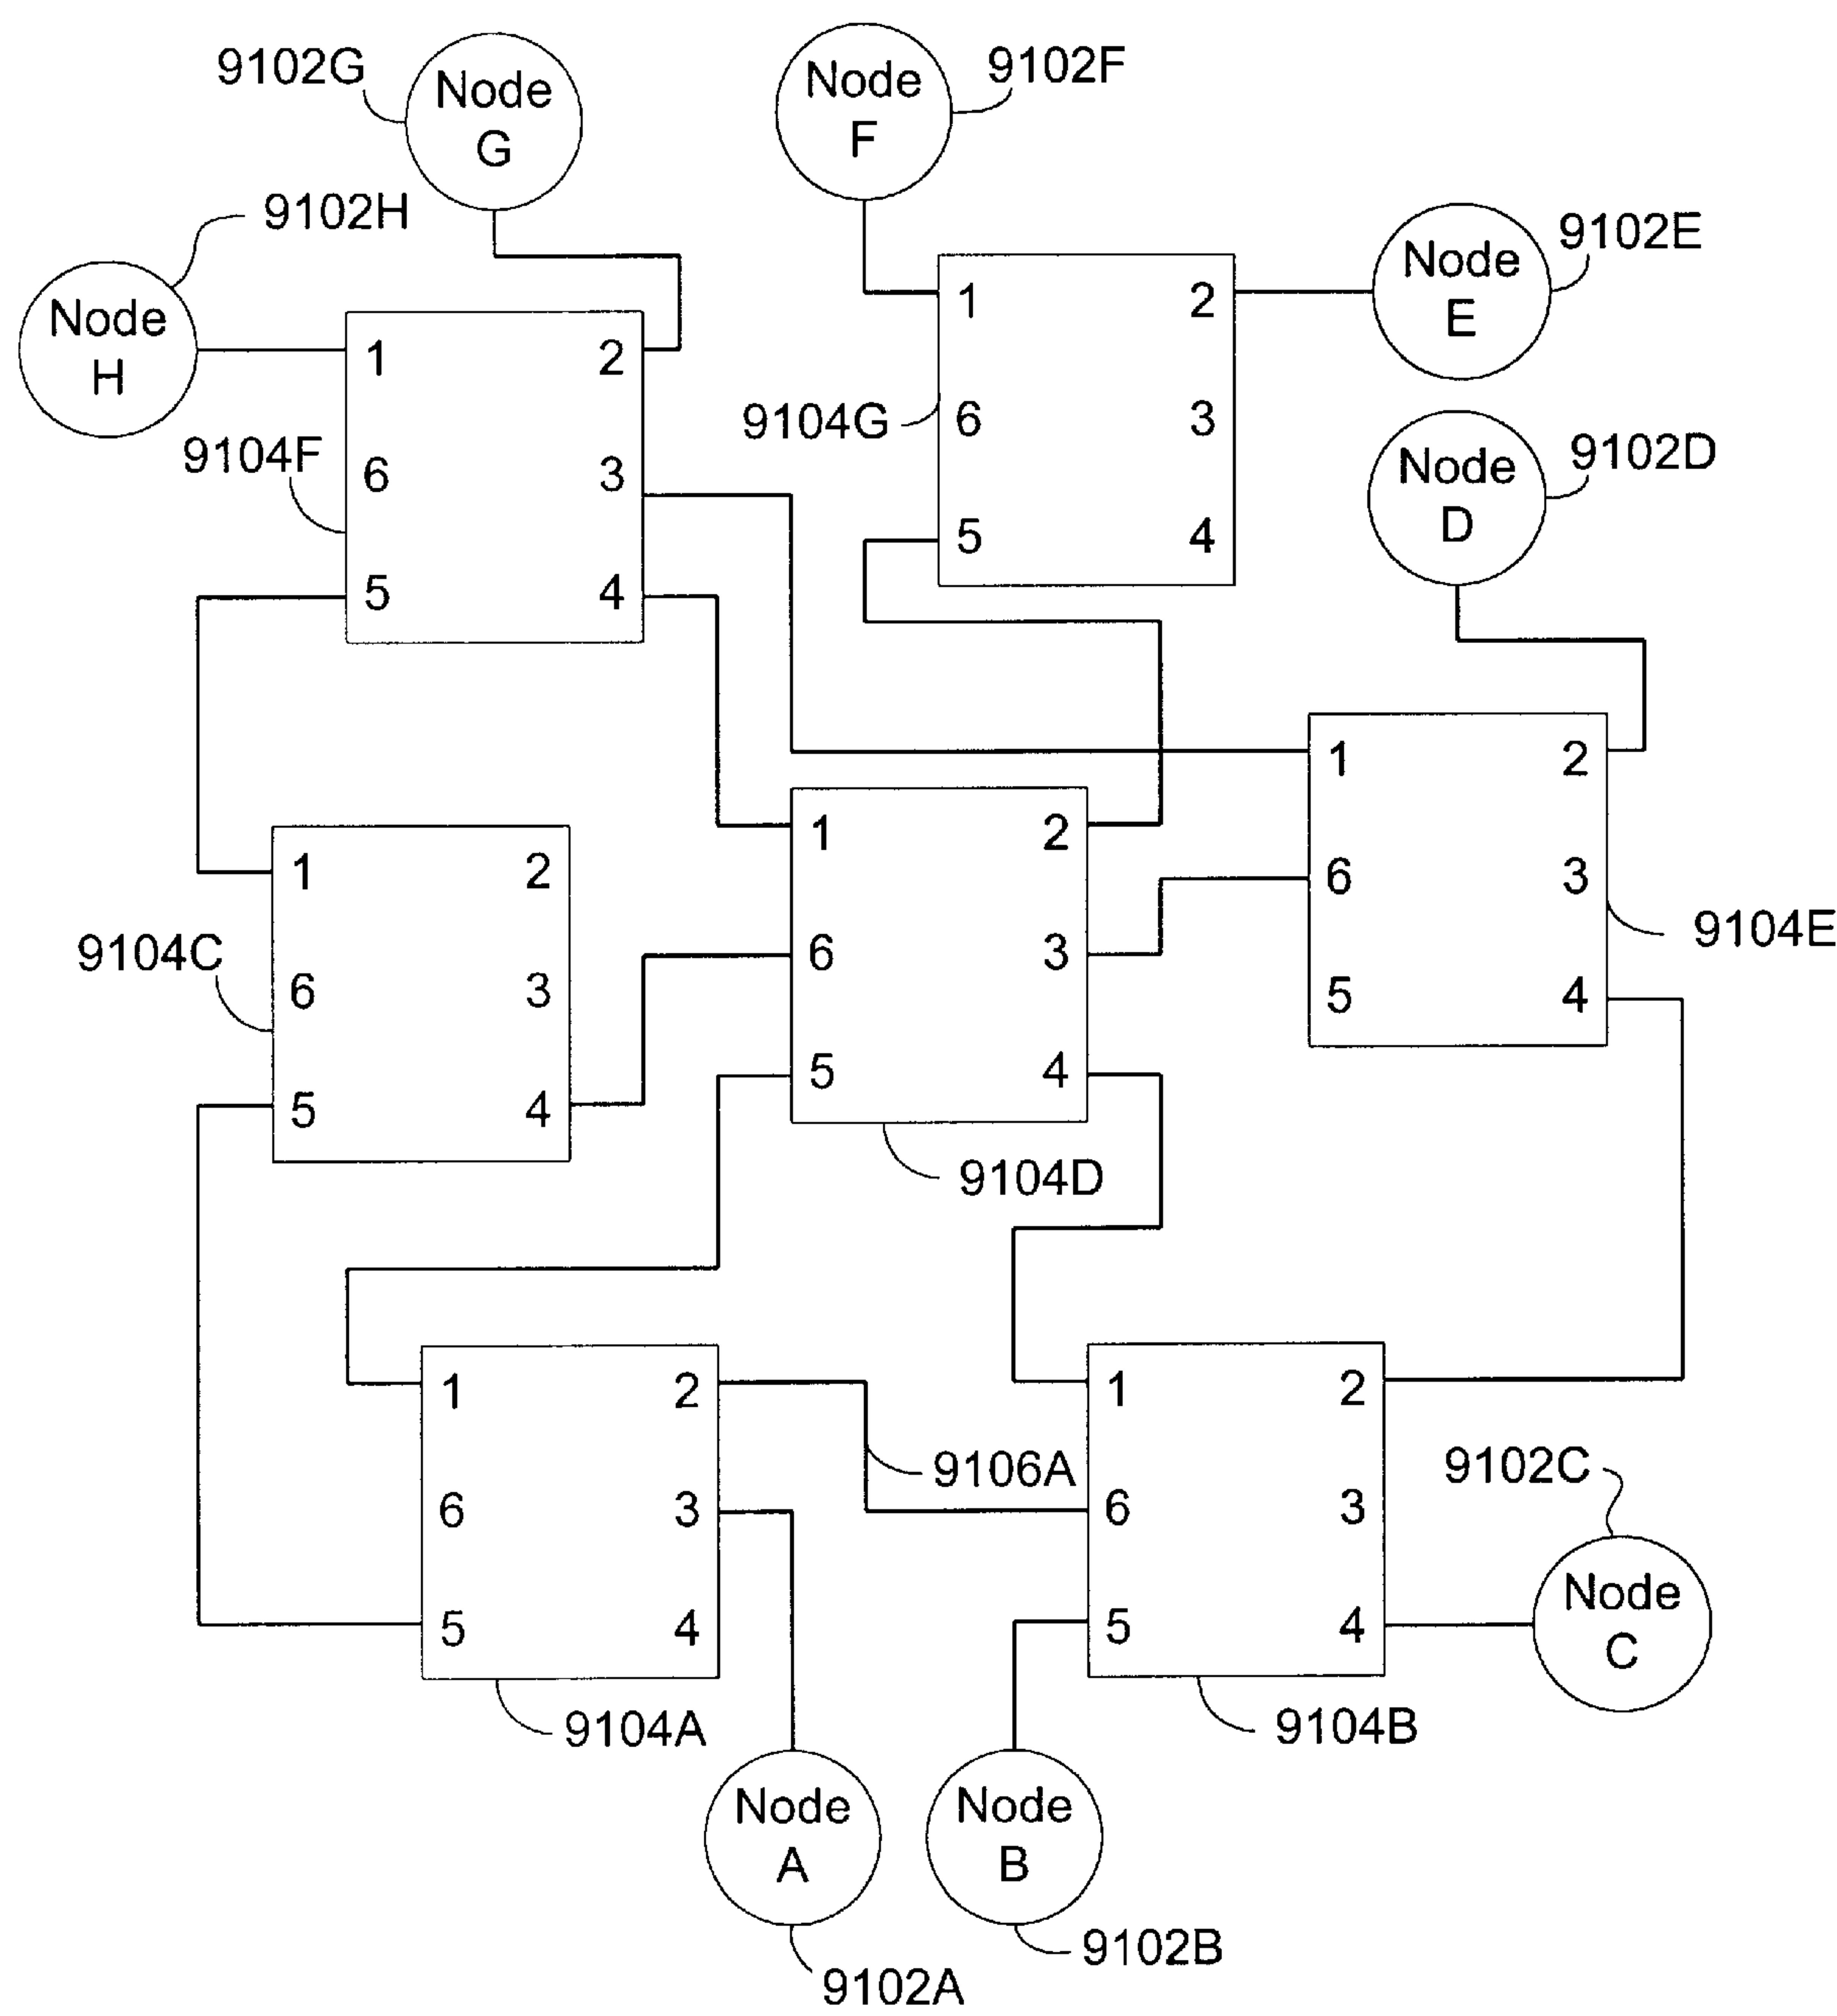 9102G
Node
G
Node
F
9102F
9102H
Node
H
Node
E
9102E
1 2
6 3
5 4
9104F
1 2
6 3
5 4
9104G
Node
D
9102D
1 2
6 3
5 4
9104C
1 2
6 3
5 4
9104D
1 2
6 3
5 4
9104E
1 2
6 3
5 4
9104A
9106A
1 2
6 3
5 4
9104B
9102C
Node
C
Node
A
9102A
Node
B
9102B